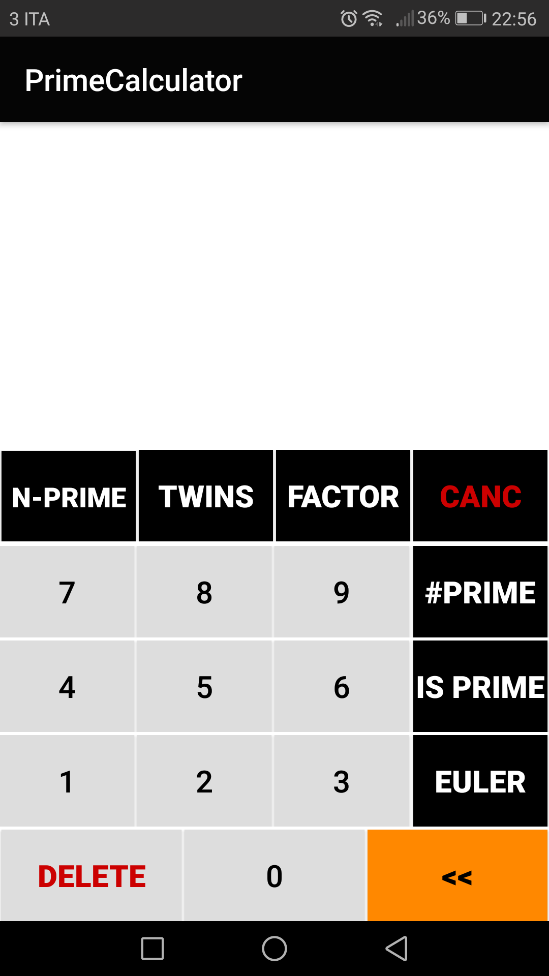 3 ITA 36% 22:56
PrimeCalculator
N-PRIME TWINS FACTOR CANC
7 8 9 #PRIME
4 5 6 IS PRIME
1 2 3 EULER
DELETE 0 <<